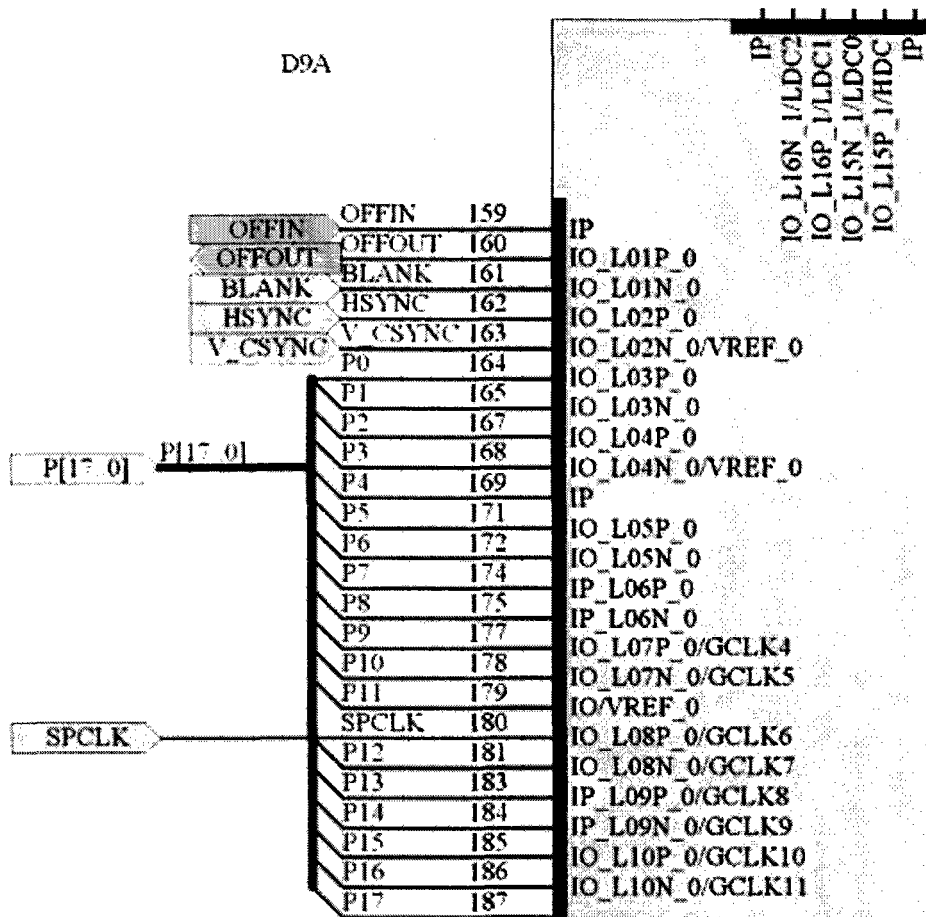 D9A
IP
IO_L16N_1/LDC2
IO_L16P_1/LDC1
IO_L15N_1/LDC0
IO_L15P_1/HDC
IP
OFFIN OFFIN 159 IP
OFFOUT OFFOUT 160 IO_L01P_0
BLANK BLANK 161 IO_L01N_0
HSYNC HSYNC 162 IO_L02P_0
V_CSYNC V_CSYNC 163 IO_L02N_0/VREF_0
P0 164 IO_L03P_0
P1 165 IO_L03N_0
P2 167 IO_L04P_0
P[17..0] P[17..0] P3 168 IO_L04N_0/VREF_0
P4 169 IP
P5 171 IO_L05P_0
P6 172 IO_L05N_0
P7 174 IP_L06P_0
P8 175 IP_L06N_0
P9 177 IO_L07P_0/GCLK4
P10 178 IO_L07N_0/GCLK5
P11 179 IO/VREF_0
SPCLK SPCLK 180 IO_L08P_0/GCLK6
P12 181 IO_L08N_0/GCLK7
P13 183 IP_L09P_0/GCLK8
P14 184 IP_L09N_0/GCLK9
P15 185 IO_L10P_0/GCLK10
P16 186 IO_L10N_0/GCLK11
P17 187